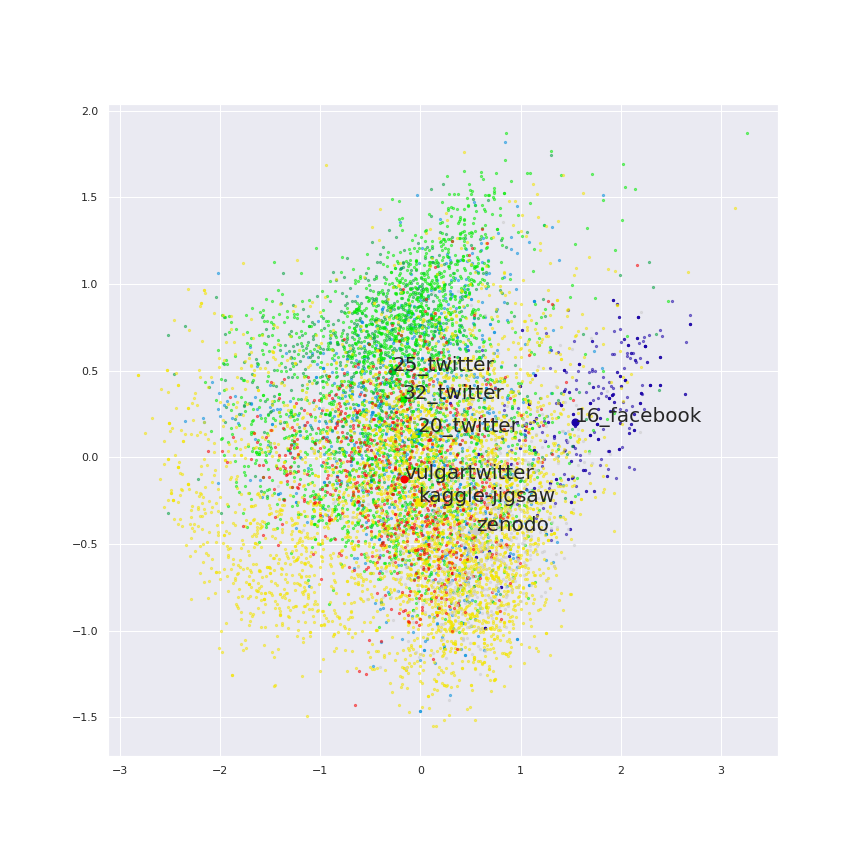 2.0
1.5
1.0
0.5
0.0
−0.5
−1.0
−1.5
25_twitter
32_twitter
16_facebook
20_twitter
vulgartwitter
kaggle-jigsaw
zenodo
−3 −2 −1 0 1 2 3